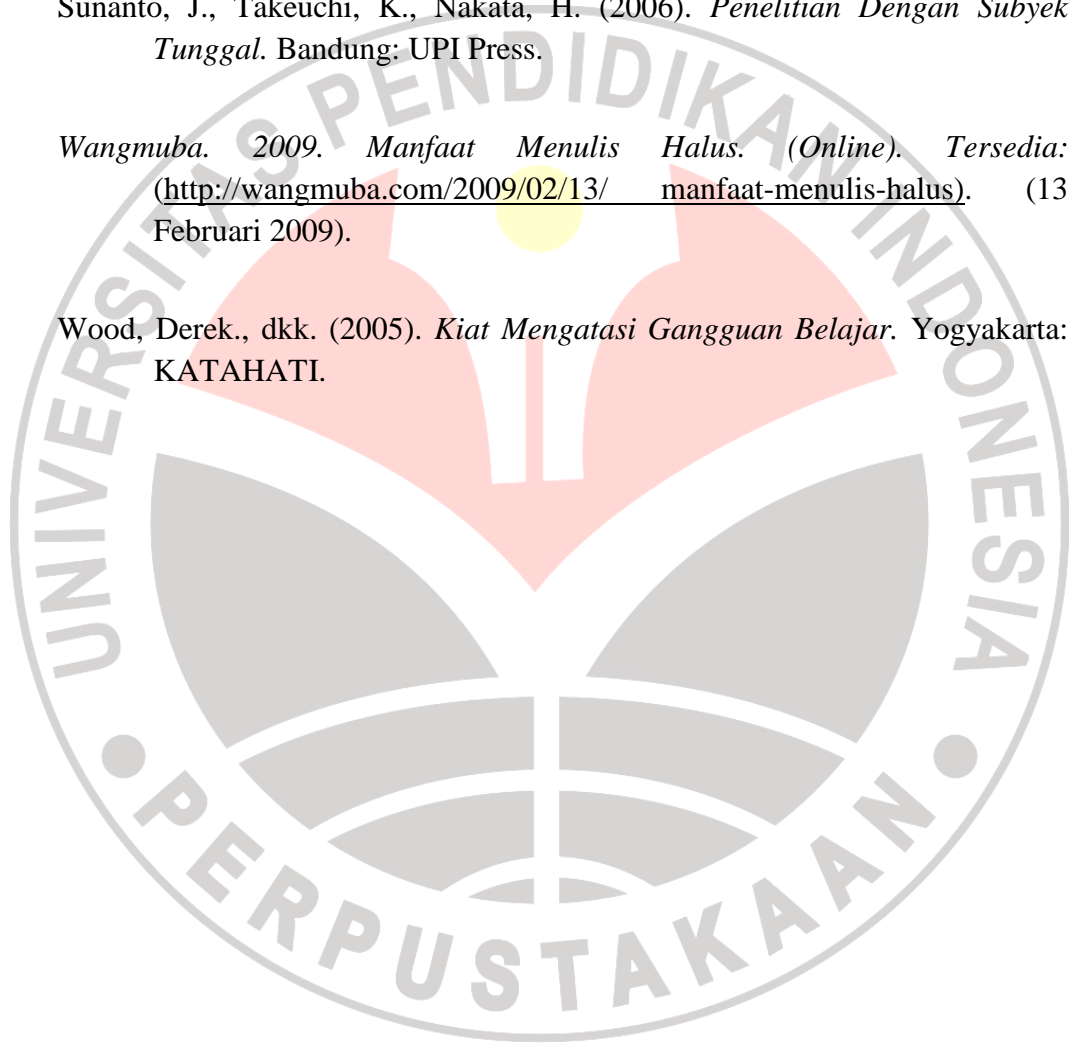 Sunanto, J., Takeuchi, K., Nakata, H. (2006). Penelitian Dengan Subyek
Tunggal. Bandung: UPI Press.
Wangmuba. 2009. Manfaat Menulis Halus. (Online). Tersedia:
(http://wangmuba.com/2009/02/13/ manfaat-menulis-halus). (13
Februari 2009).
Wood, Derek., dkk. (2005). Kiat Mengatasi Gangguan Belajar. Yogyakarta:
KATAHATI.
UNIVERSITAS PENDIDIKAN INDONESIA
PERPUSTAKAAN